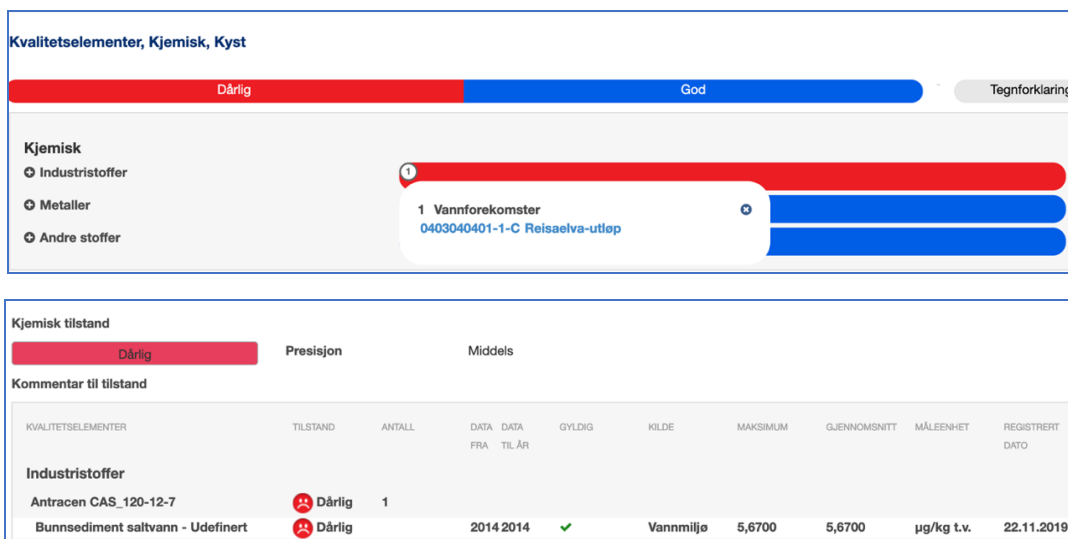 Kvalitetselementer, Kjemisk, Kyst
Dårlig God Tegnforklaring
Kjemisk
Industristoffer 1
Metaller
Andre stoffer
1 Vannforekomster
0403040401-1-C Reisaelva-utløp
Kjemisk tilstand
Dårlig Presisjon Middels
Kommentar til tilstand
KVALITETSELEMENTER TILSTAND ANTALL DATA FRA DATA TIL ÅR GYLDIG KILDE MAKSIMUM GJENNOMSNITT MÅLEENHET REGISTRERT DATO
Industristoffer
Antracen CAS_120-12-7 Dårlig 1
Bunnsediment saltvann - Udefinert Dårlig 2014 2014 Vannmiljø 5,6700 5,6700 µg/kg t.v. 22.11.2019